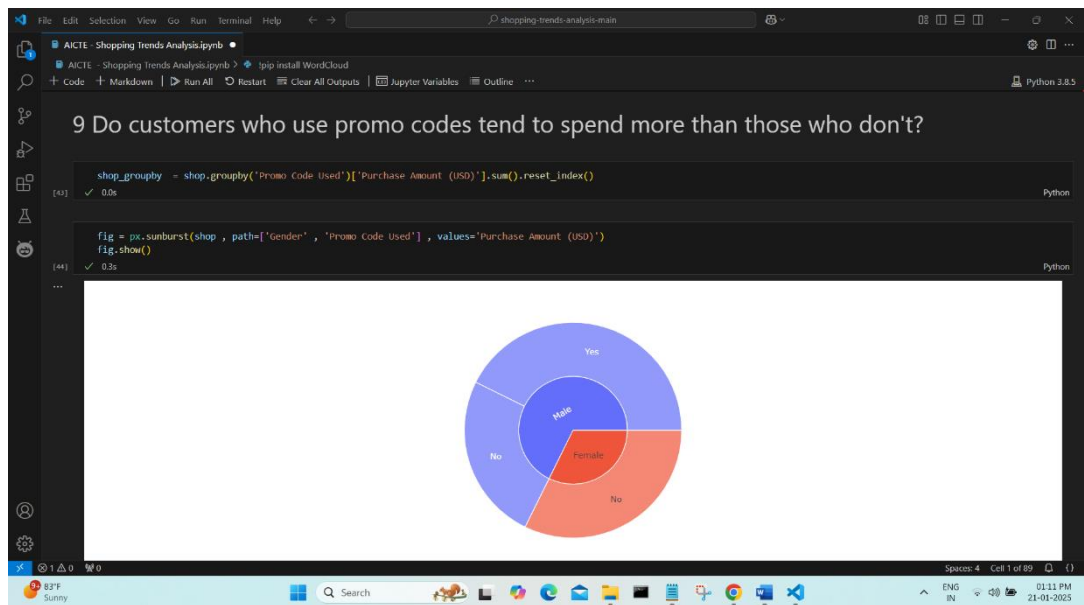 File Edit Selection View Go Run Terminal Help
shopping-trends-analysis-main
AICTE - Shopping Trends Analysis.ipynb
AICTE - Shopping Trends Analysis.ipynb > !pip install WordCloud
+ Code + Markdown | Run All Restart Clear All Outputs | Jupyter Variables Outline ...
Python 3.8.5
9 Do customers who use promo codes tend to spend more than those who don't?
shop_groupby = shop.groupby('Promo Code Used')['Purchase Amount (USD)'].sum().reset_index()
[43] ✓ 0.0s
Python
fig = px.sunburst(shop , path=['Gender' , 'Promo Code Used'] , values='Purchase Amount (USD)')
fig.show()
[44] ✓ 0.3s
Python
...
Yes
Male
No
Female
No
1 0 0
Spaces: 4 Cell 1 of 89 {}
9+
83°F
Sunny
Search
ENG
IN
01:11 PM
21-01-2025